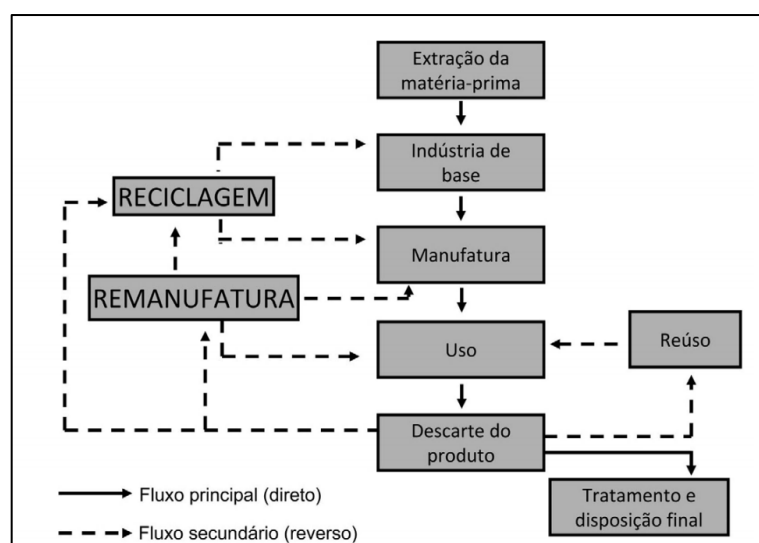 Extração da
matéria-prima
Indústria de
base
RECICLAGEM
Manufatura
REMANUFATURA
Uso
Reúso
Descarte do
produto
Fluxo principal (direto)
Tratamento e
disposição final
Fluxo secundário (reverso)